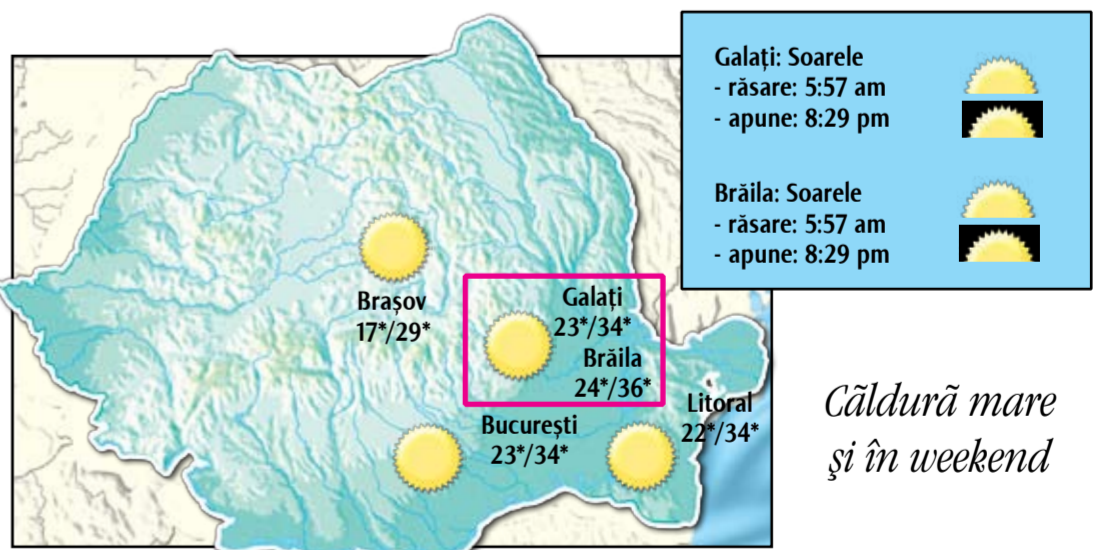 Galați: Soarele
- răsare: 5:57 am
- apune: 8:29 pm
Brăila: Soarele
- răsare: 5:57 am
- apune: 8:29 pm
Brașov
17*/29*
Galați
23*/34*
Brăila
24*/36*
București
23*/34*
Litoral
22*/34*
Cãldurã mare
şi în weekend